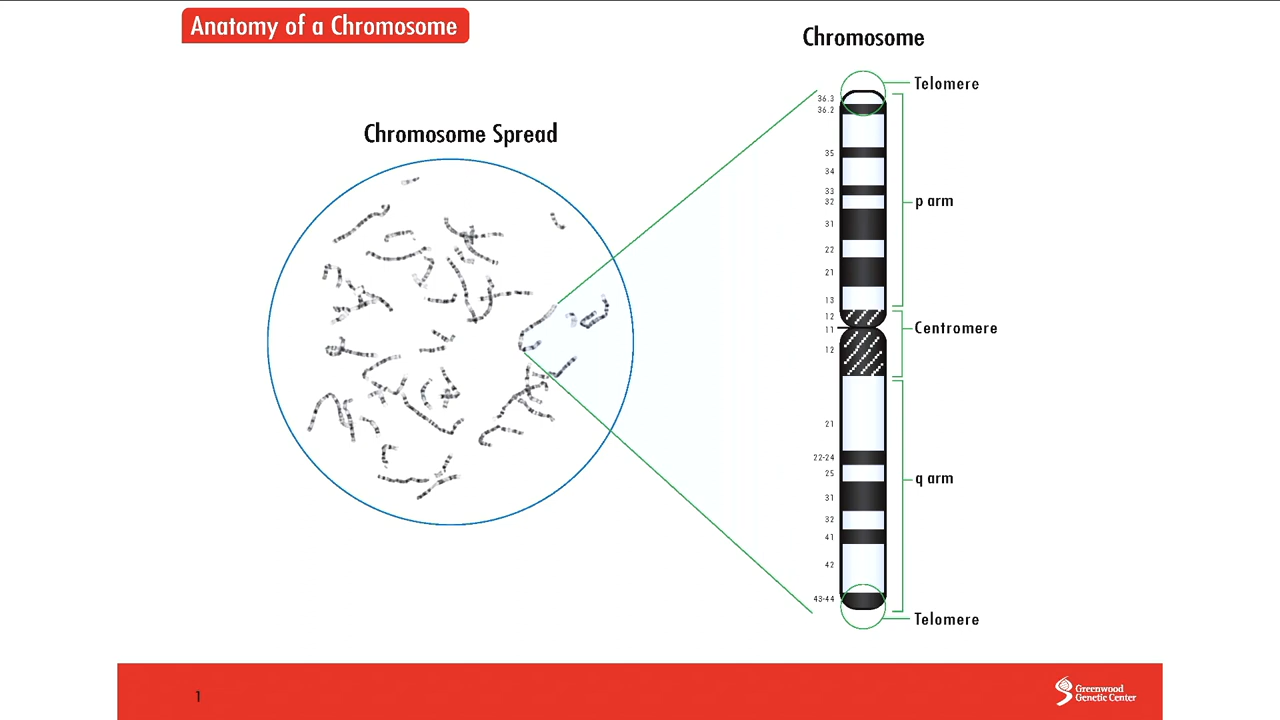 Anatomy of a Chromosome
Chromosome
Chromosome Spread
Telomere
36.3
36.2
35
34
33
32
p arm
31
22
21
13
12
11
Centromere
12
21
22-24
25
q arm
31
32
41
42
43-44
Telomere
1
Greenwood
Genetic Center